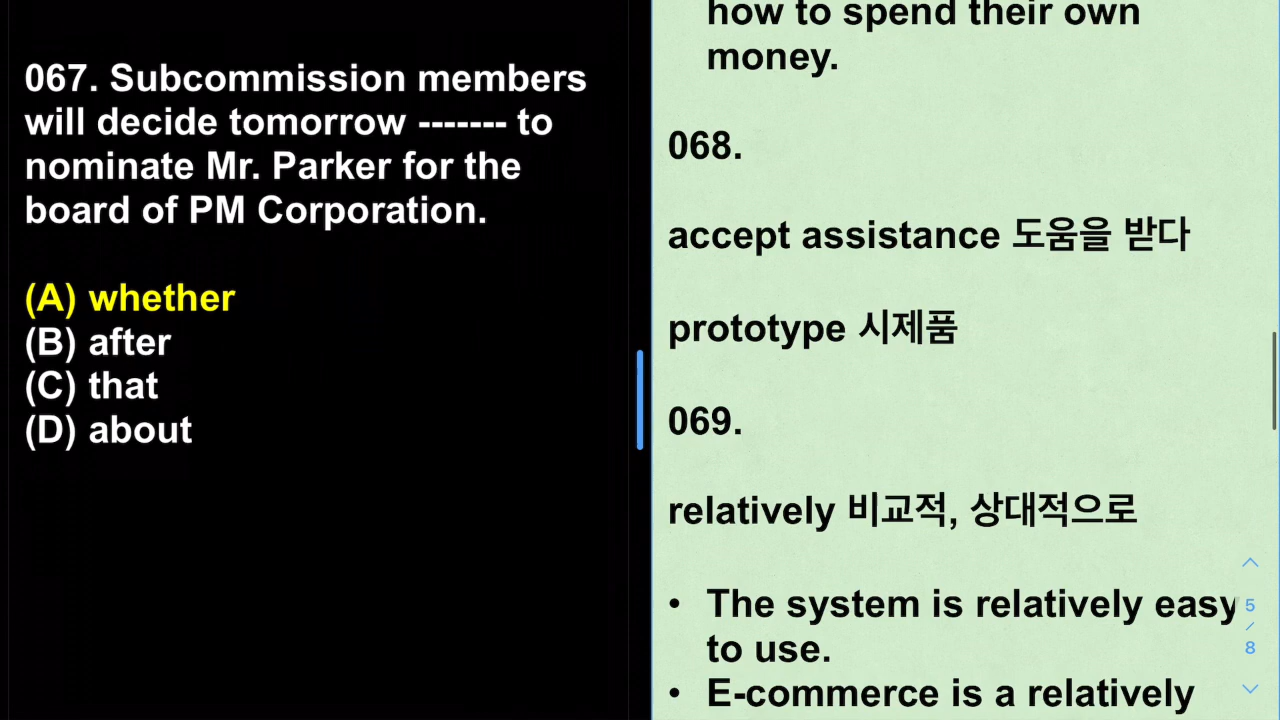 067. Subcommission members
will decide tomorrow ------- to
nominate Mr. Parker for the
board of PM Corporation.
(A) whether
(B) after
(C) that
(D) about
how to spend their own
money.
068.
accept assistance 도움을 받다
prototype 시제품
069.
relatively 비교적, 상대적으로
• The system is relatively easy
to use.
• E-commerce is a relatively
5
/
8